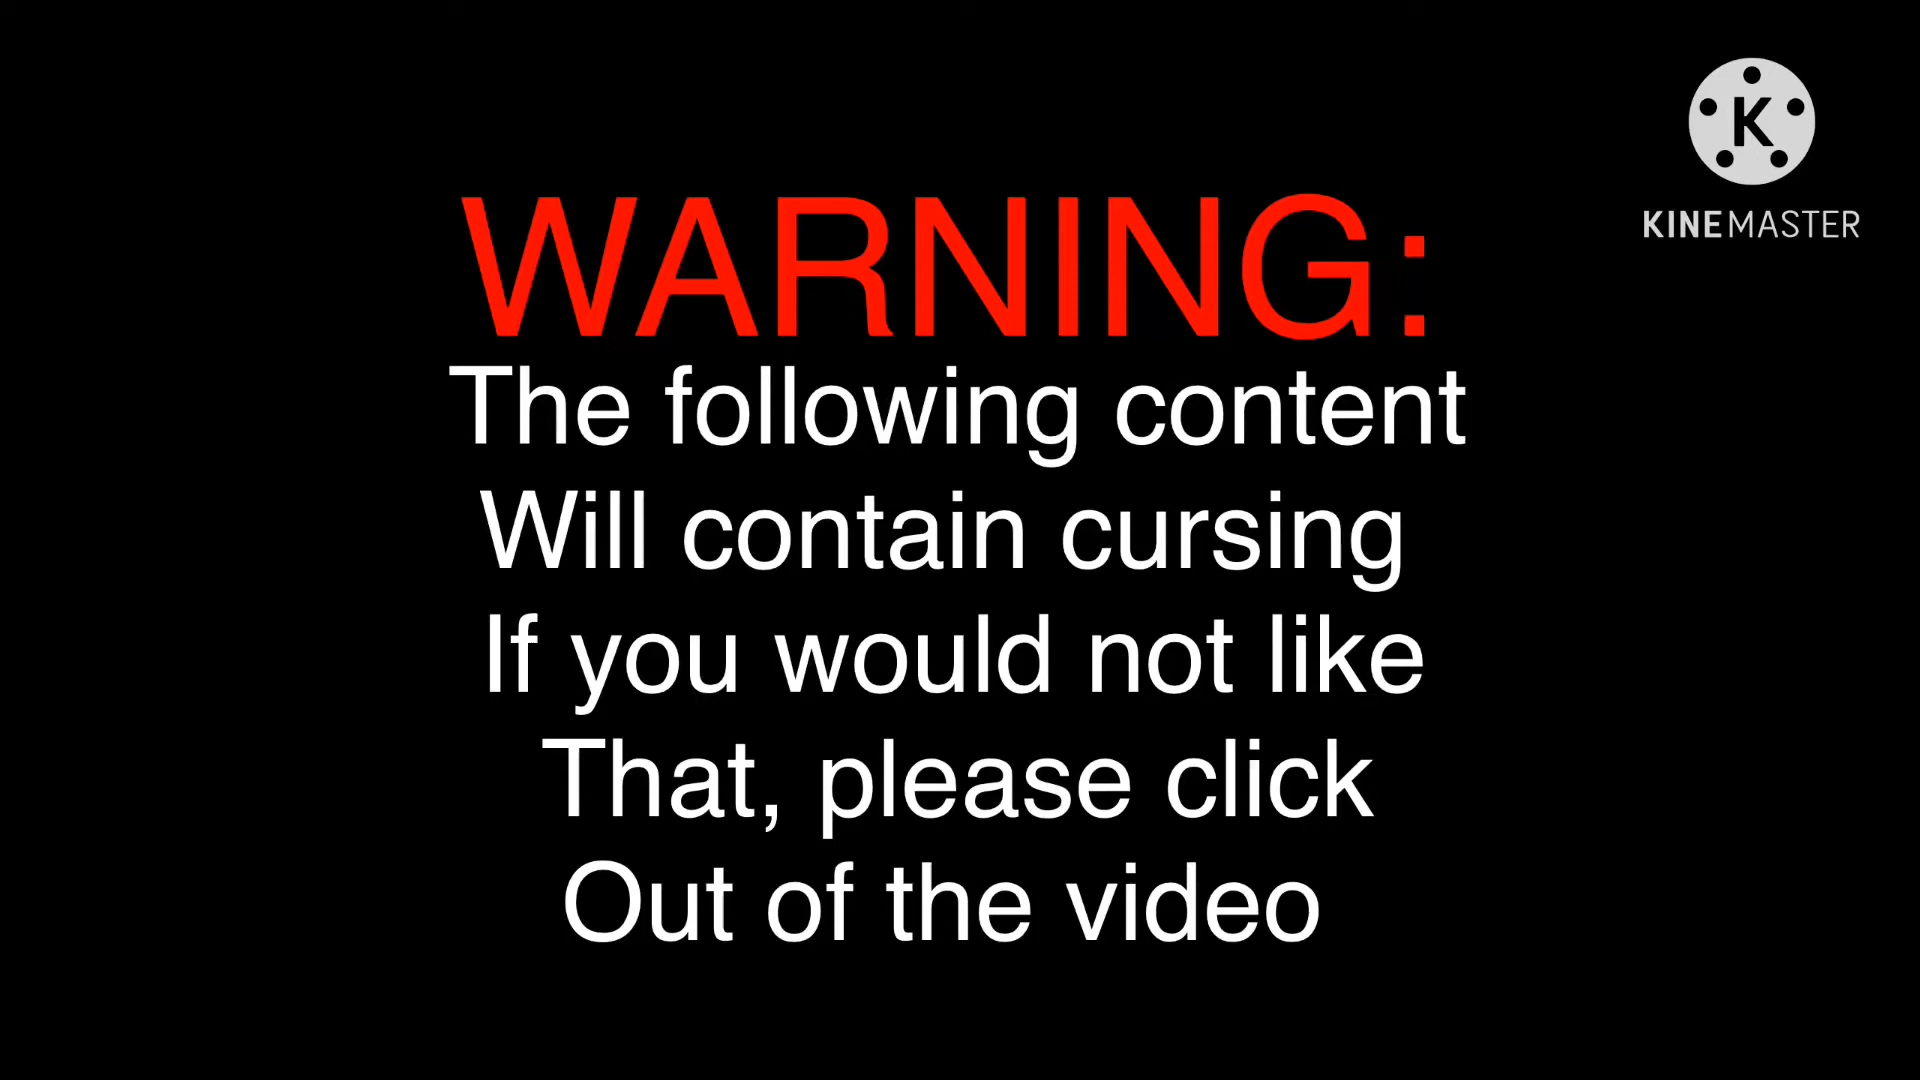 K
KINEMASTER
WARNING:
The following content
Will contain cursing
If you would not like
That, please click
Out of the video